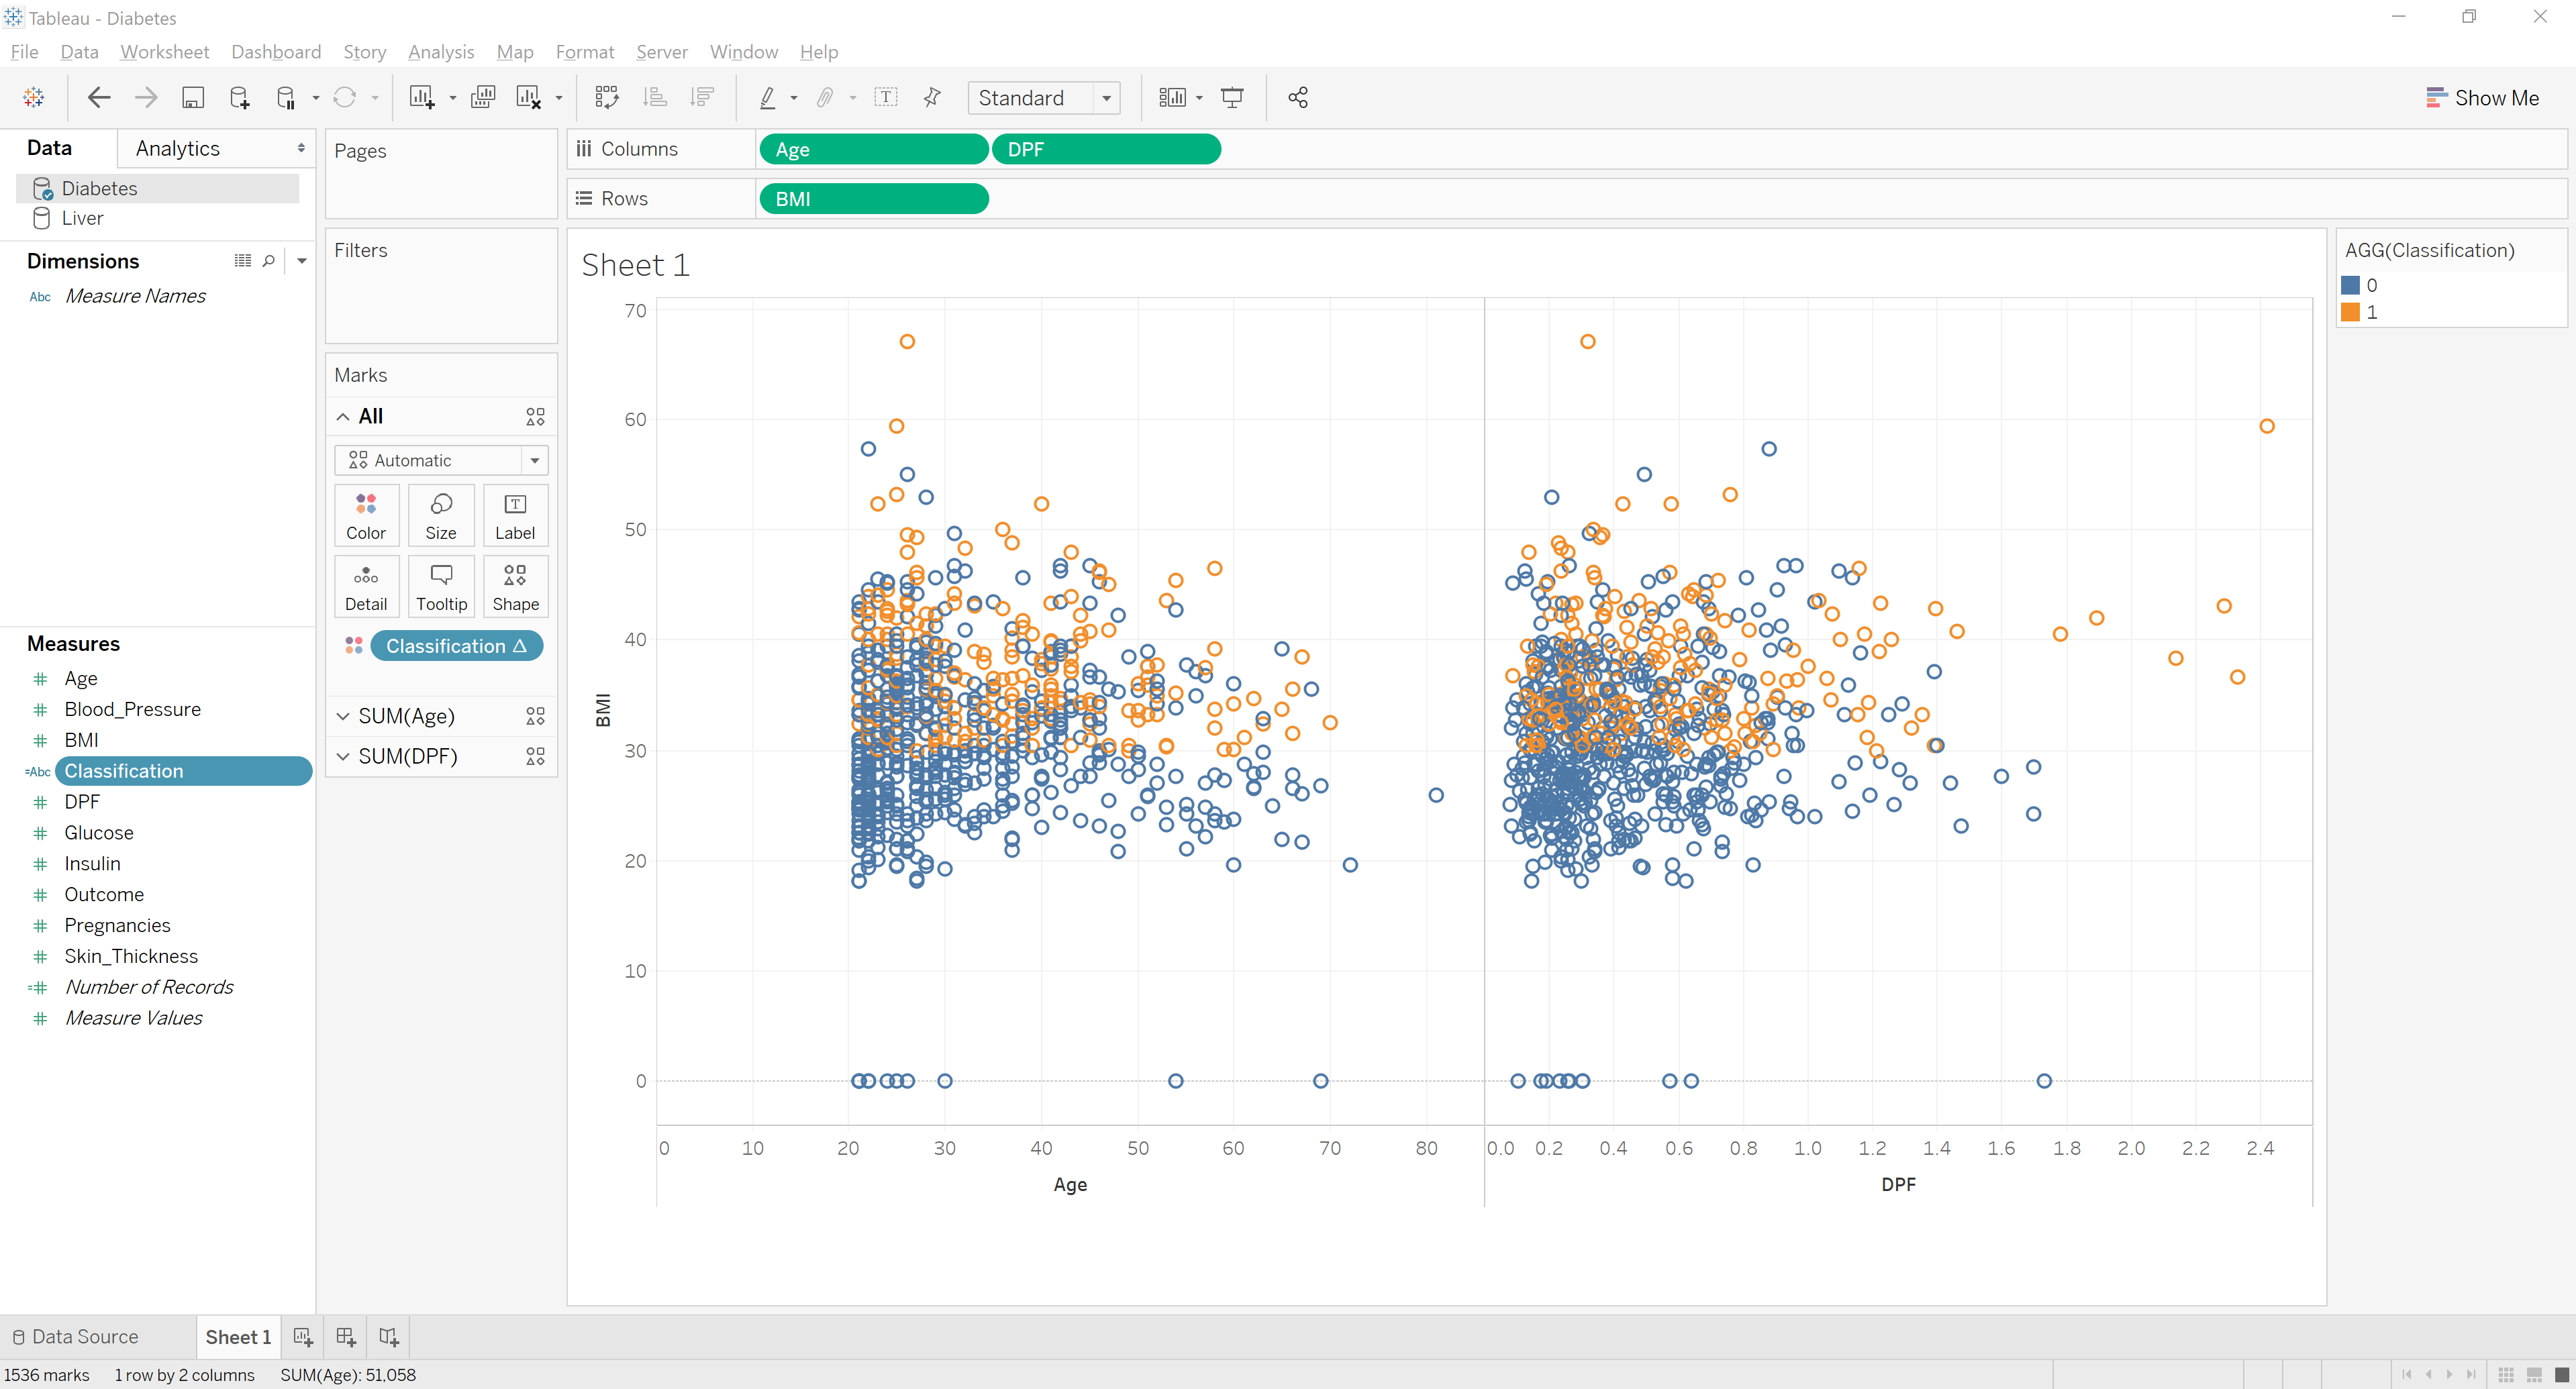 Tableau - Diabetes
File Data Worksheet Dashboard Story Analysis Map Format Server Window Help
Standard
Show Me
Data Analytics
Diabetes
Liver
Dimensions
Abc Measure Names
Measures
# Age
# Blood_Pressure
# BMI
=Abc Classification
# DPF
# Glucose
# Insulin
# Outcome
# Pregnancies
# Skin_Thickness
=# Number of Records
# Measure Values
Pages
Filters
Marks
All
Automatic
Color Size Label
Detail Tooltip Shape
Classification Δ
SUM(Age)
SUM(DPF)
Columns Age DPF
Rows BMI
Sheet 1
70
60
50
40
30
20
10
0
BMI
0 10 20 30 40 50 60 70 80
0.0 0.2 0.4 0.6 0.8 1.0 1.2 1.4 1.6 1.8 2.0 2.2 2.4
Age DPF
AGG(Classification)
0
1
Data Source Sheet 1
1536 marks 1 row by 2 columns SUM(Age): 51,058